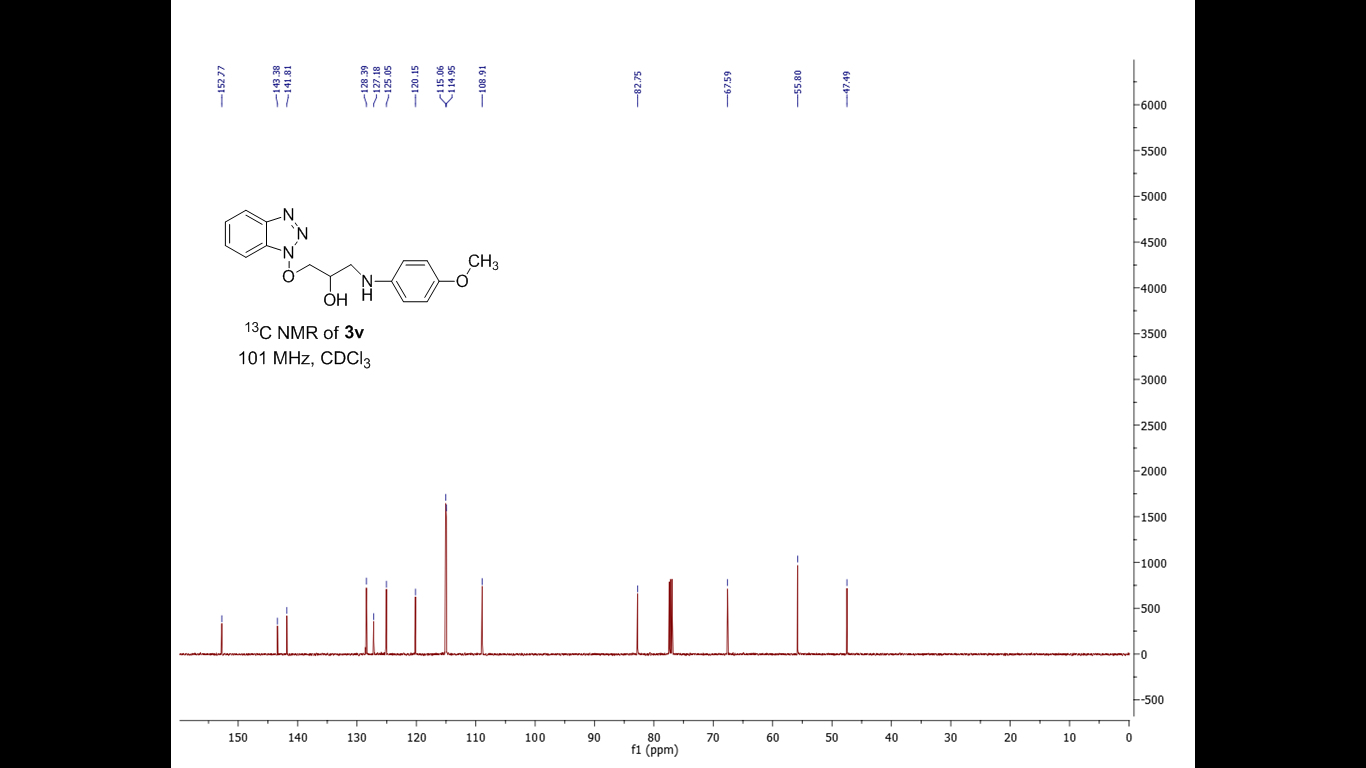 152.77
143.38
141.81
128.39
127.18
125.05
120.15
115.06
114.95
108.91
82.75
67.59
55.80
47.49
6000
5500
5000
4500
4000
3500
3000
2500
2000
1500
1000
500
0
-500
N
N
N
O
OH
N
H
O
CH3
13C NMR of 3v
101 MHz, CDCl3
150 140 130 120 110 100 90 80 70 60 50 40 30 20 10 0
f1 (ppm)